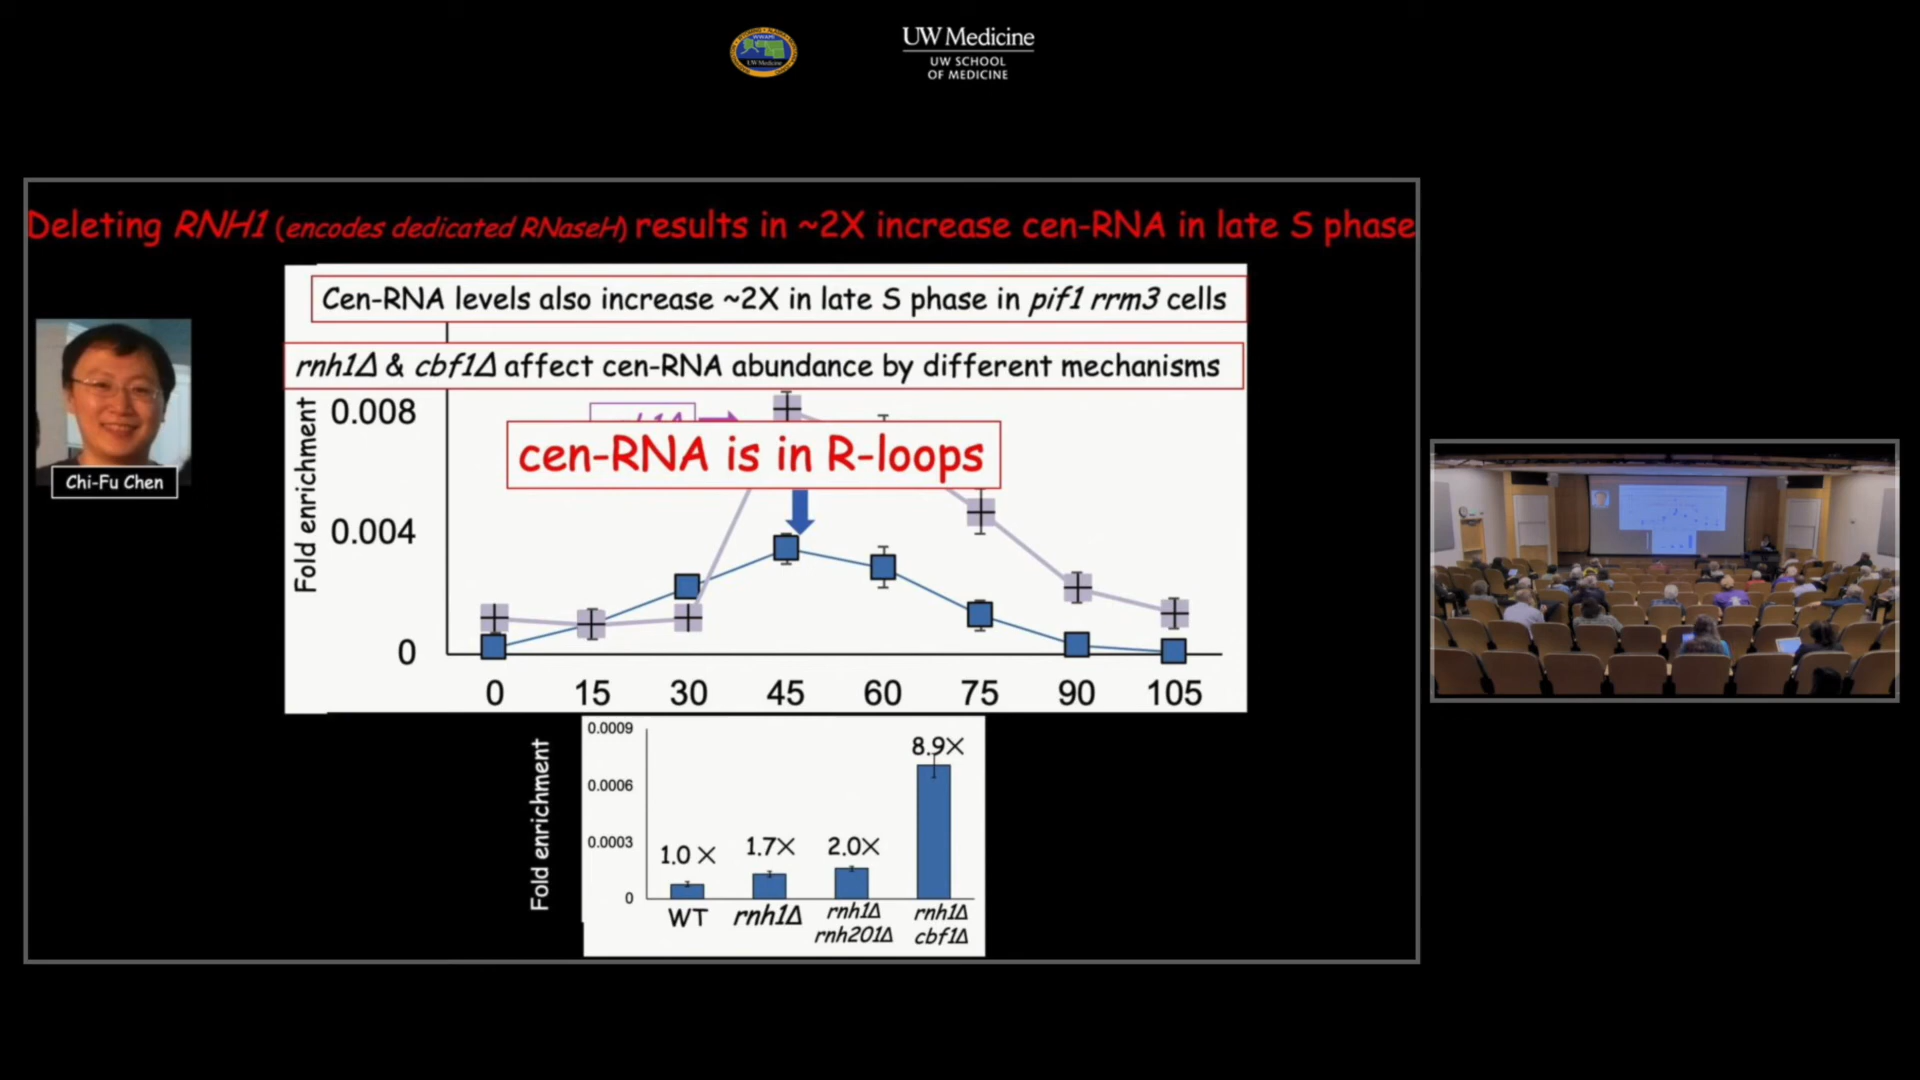 UW Medicine
UW SCHOOL
OF MEDICINE
Deleting RNH1 (encodes dedicated RNaseH) results in ~2X increase cen-RNA in late S phase
Cen-RNA levels also increase ~2X in late S phase in pif1 rrm3 cells
rnh1Δ & cbf1Δ affect cen-RNA abundance by different mechanisms
cen-RNA is in R-loops
Chi-Fu Chen
Fold enrichment
0.008
0.004
0
0 15 30 45 60 75 90 105
Fold enrichment
0.0009
0.0006
0.0003
0
1.0 X
1.7X
2.0X
8.9X
WT
rnh1Δ
rnh1Δ
rnh201Δ
rnh1Δ
cbf1Δ